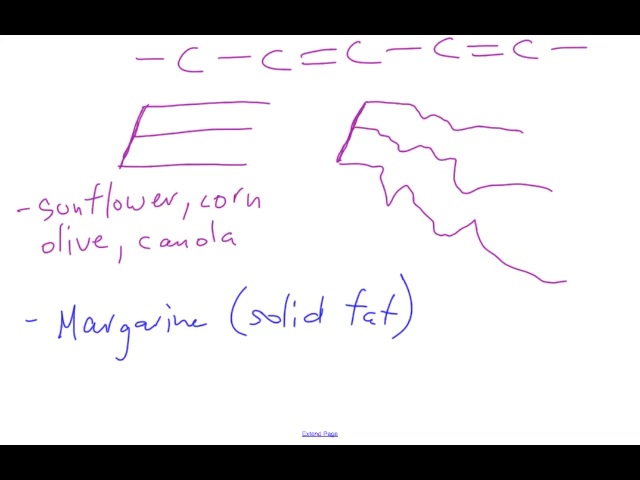 – C – C = C – C = C –
- sunflower, corn
olive, canola
- Margarine (solid fat)
Extend Page